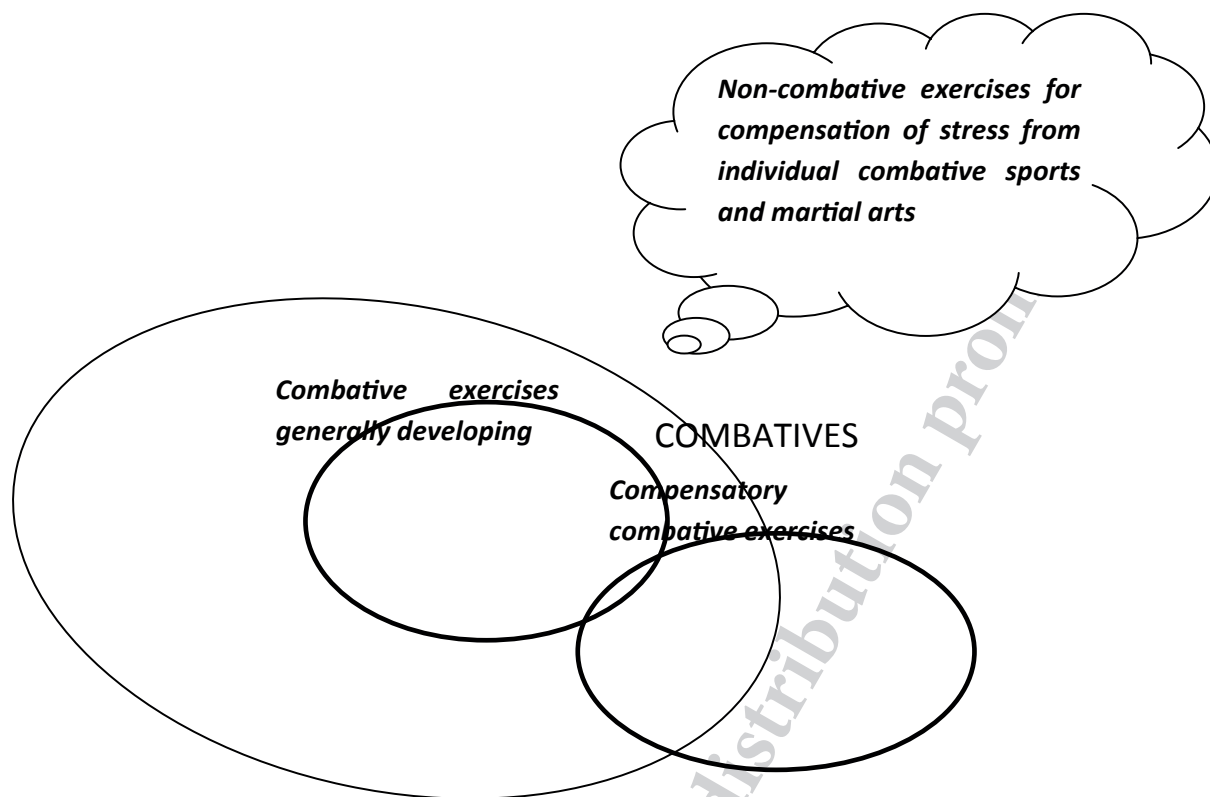 Non-combative exercises for
compensation of stress from
individual combative sports
and martial arts
Combative exercises
generally developing
COMBATIVES
Compensatory
combative exercises
distribution